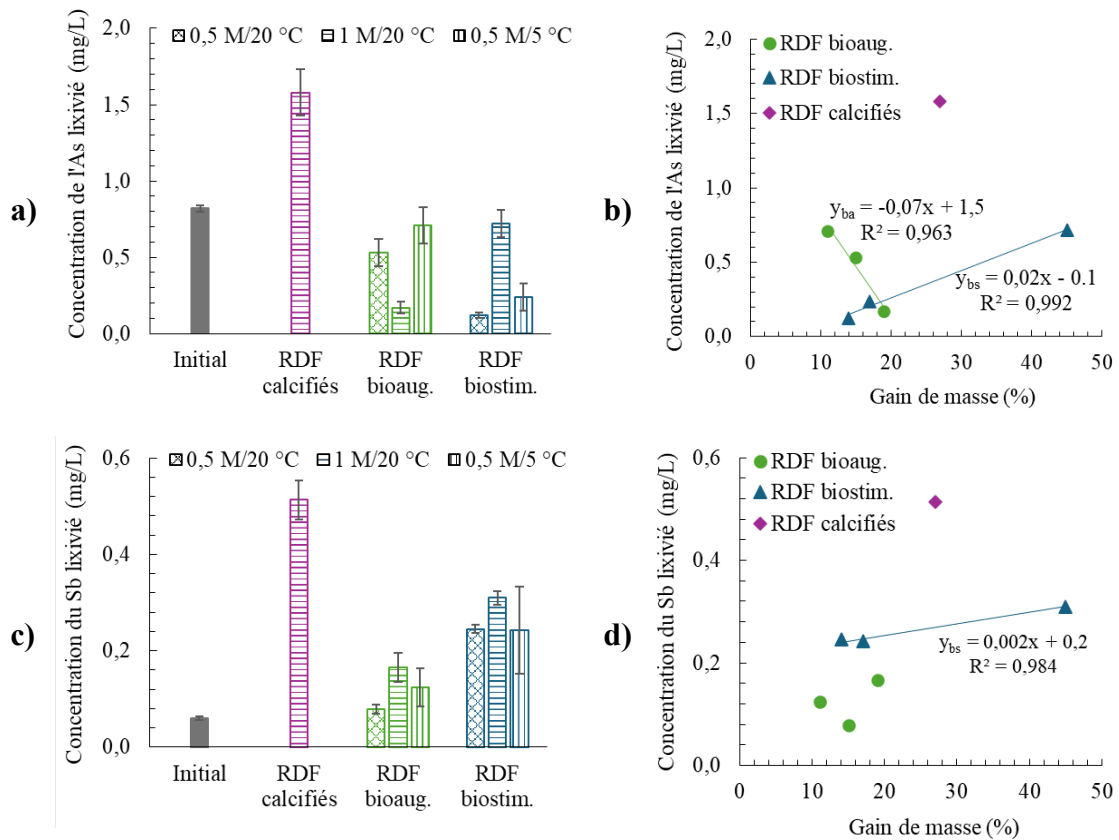 a)
Concentration de l'As lixivié (mg/L)
2,0
1,5
1,0
0,5
0,0
0,5 M/20 °C
1 M/20 °C
0,5 M/5 °C
Initial
RDF
calcifiés
RDF
bioaug.
RDF
biostim.
b)
Concentration de l'As lixivié (mg/L)
2,0
1,5
1,0
0,5
0,0
RDF bioaug.
RDF biostim.
RDF calcifiés
yba = -0,07x + 1,5
R² = 0,963
ybs = 0,02x - 0.1
R² = 0,992
0
10
20
30
40
50
Gain de masse (%)
c)
Concentration du Sb lixivié (mg/L)
0,6
0,4
0,2
0,0
0,5 M/20 °C
1 M/20 °C
0,5 M/5 °C
Initial
RDF
calcifiés
RDF
bioaug.
RDF
biostim.
d)
Concentration du Sb lixivié (mg/L)
0,6
0,4
0,2
0,0
RDF bioaug.
RDF biostim.
RDF calcifiés
ybs = 0,002x + 0,2
R² = 0,984
0
10
20
30
40
50
Gain de masse (%)